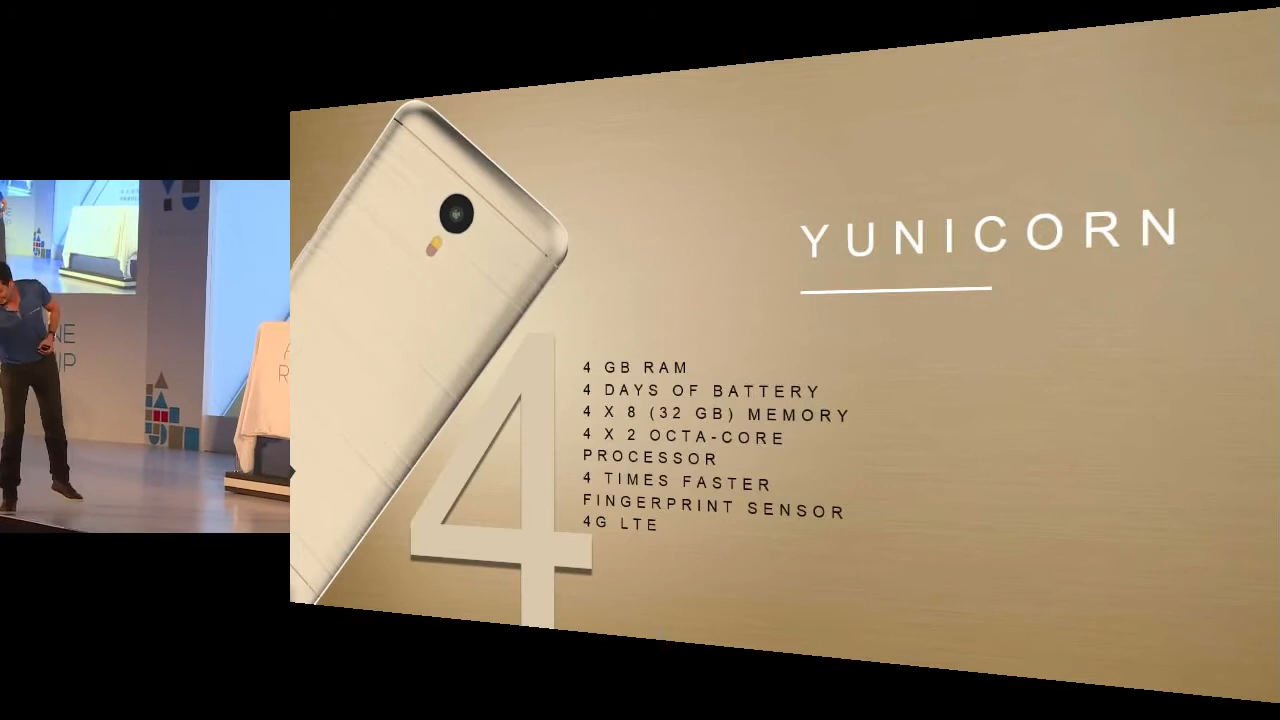 YUNICORN
4
4 GB RAM
4 DAYS OF BATTERY
4 X 8 (32 GB) MEMORY
4 X 2 OCTA-CORE
PROCESSOR
4 TIMES FASTER
FINGERPRINT SENSOR
4G LTE
YU